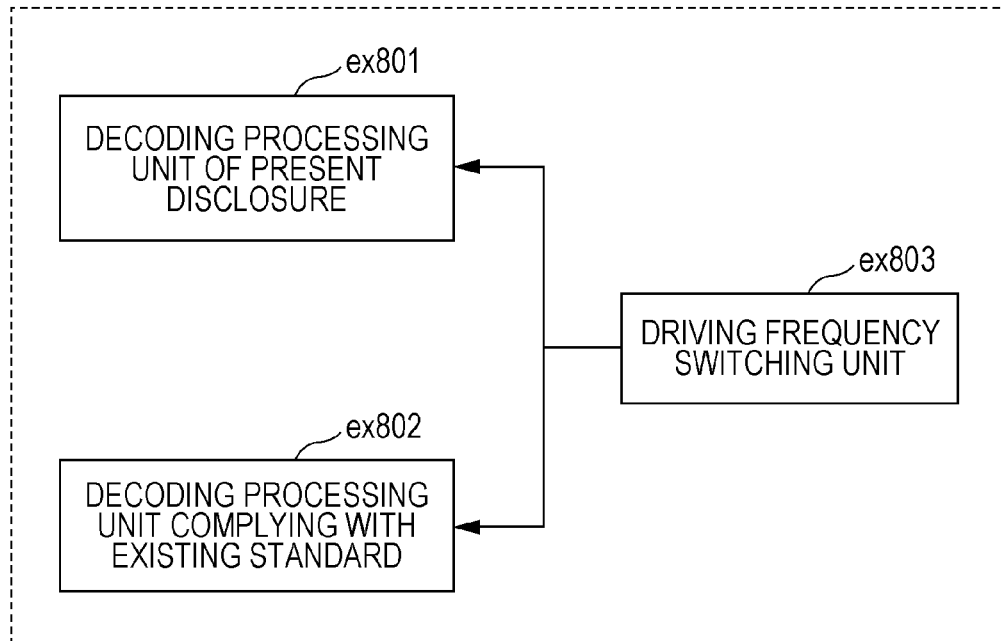 ex801
DECODING PROCESSING
UNIT OF PRESENT
DISCLOSURE
ex803
DRIVING FREQUENCY
SWITCHING UNIT
ex802
DECODING PROCESSING
UNIT COMPLYING WITH
EXISTING STANDARD